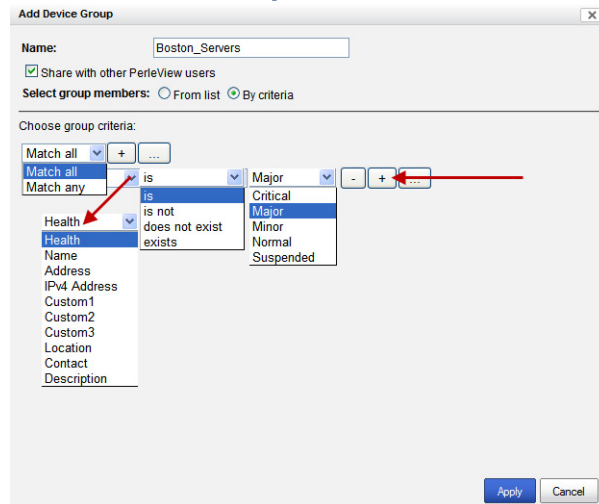 Add Device Group
Name: Boston_Servers
Share with other PerleView users
Select group members: From list By criteria
Choose group criteria:
Match all + ...
Match all is Major - + ...
Match any
is
is not
does not exist
exists
Critical
Major
Minor
Normal
Suspended
Health
Health
Name
Address
IPv4 Address
Custom1
Custom2
Custom3
Location
Contact
Description
Apply Cancel